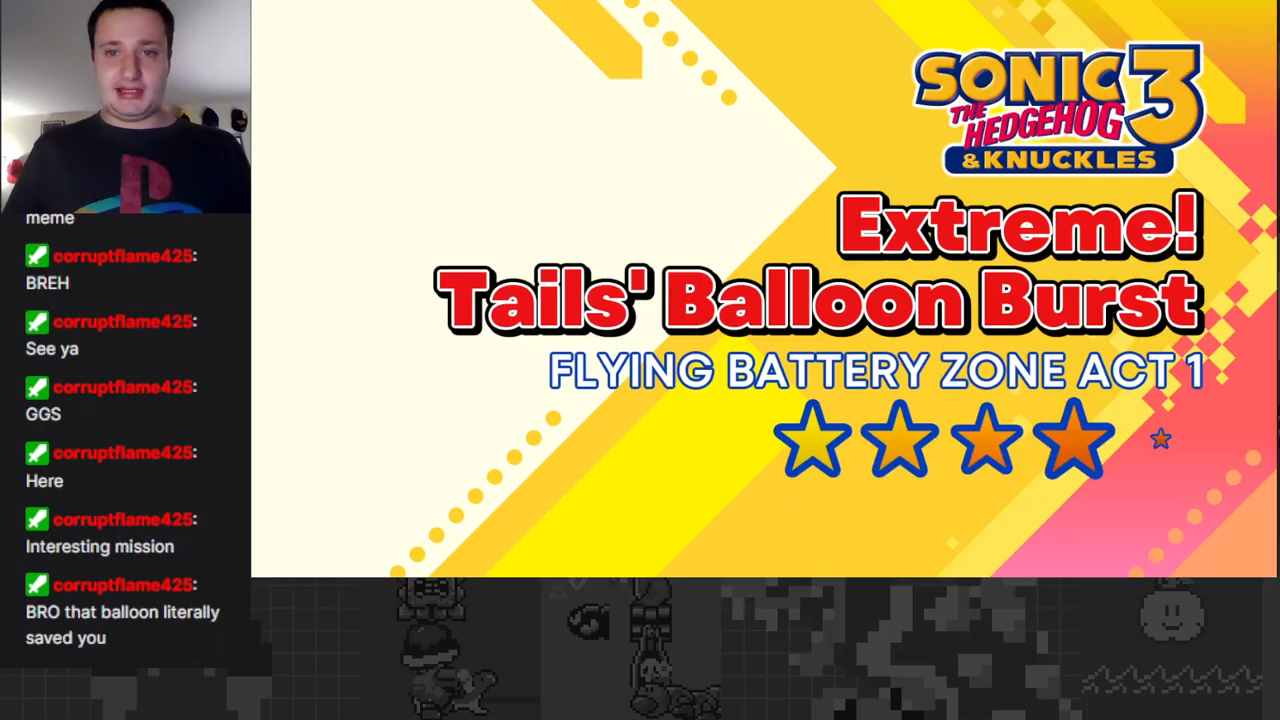 meme
corruptflame425:
BREH
corruptflame425:
See ya
corruptflame425:
GGS
corruptflame425:
Here
corruptflame425:
Interesting mission
corruptflame425:
BRO that balloon literally
saved you
SONIC
THE
HEDGEHOG 3
&KNUCKLES
Extreme!
Tails' Balloon Burst
FLYING BATTERY ZONE ACT 1